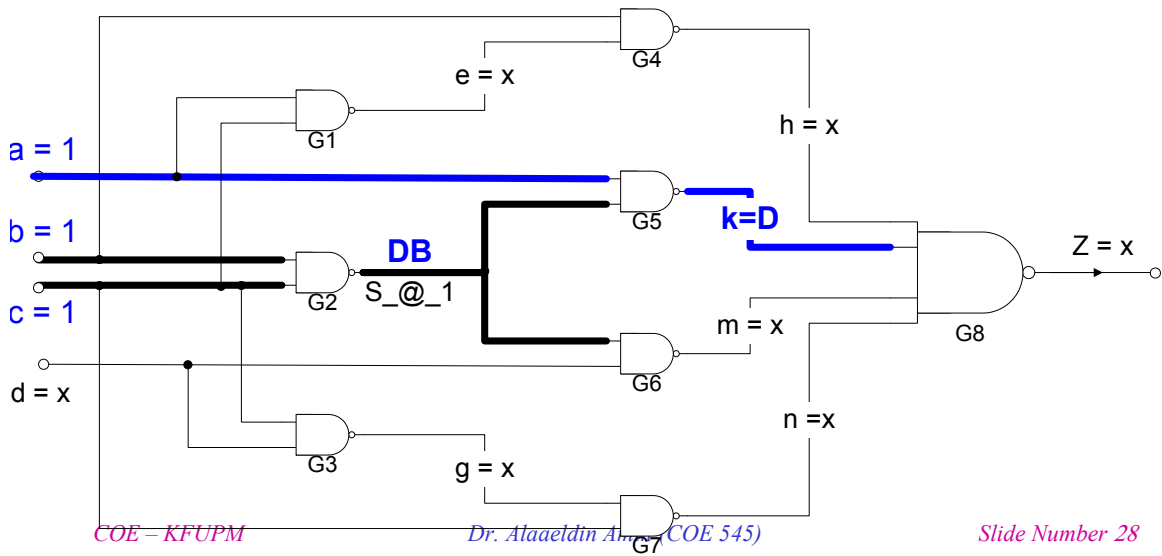 G4
e = x
G1
h = x
a = 1
G5
k=D
b = 1
DB
Z = x
G2
S_@_1
c = 1
m = x
G8
d = x
G6
n =x
G3
g = x
COE – KFUPM
Dr. Alaaeldin (COE 545)
Slide Number 28
G7